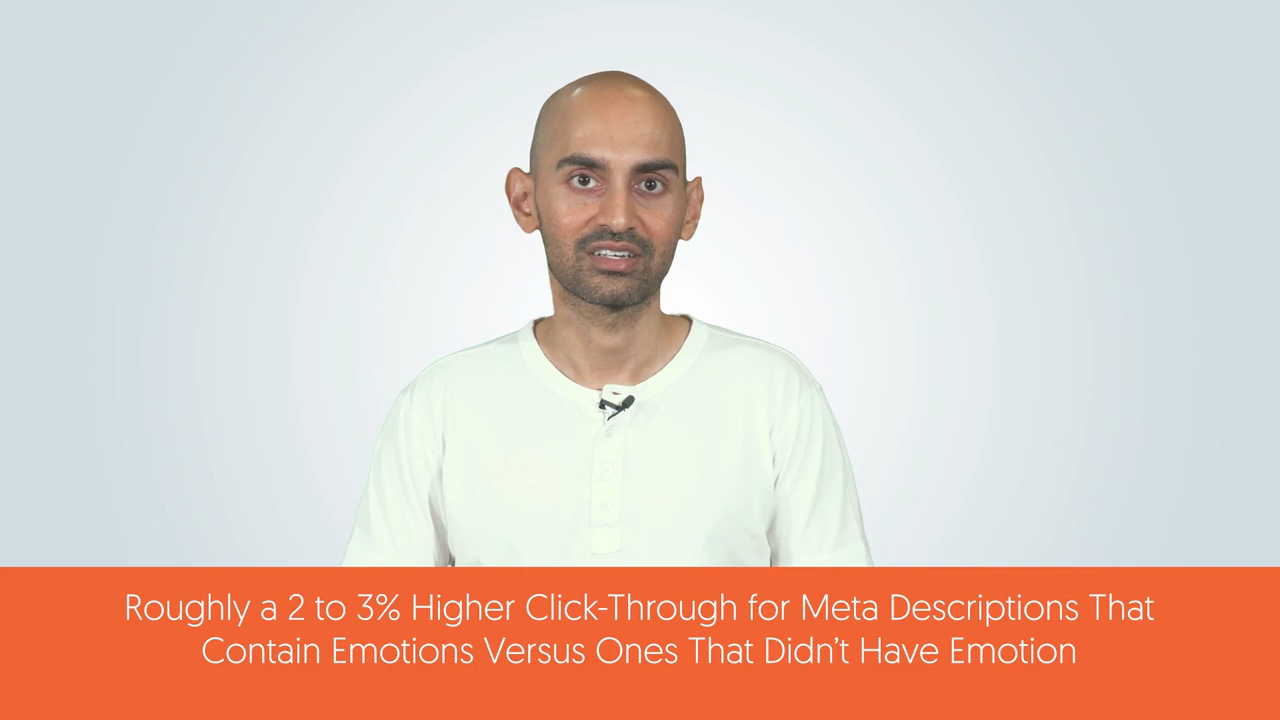 Roughly a 2 to 3% Higher Click-Through for Meta Descriptions That
Contain Emotions Versus Ones That Didn’t Have Emotion